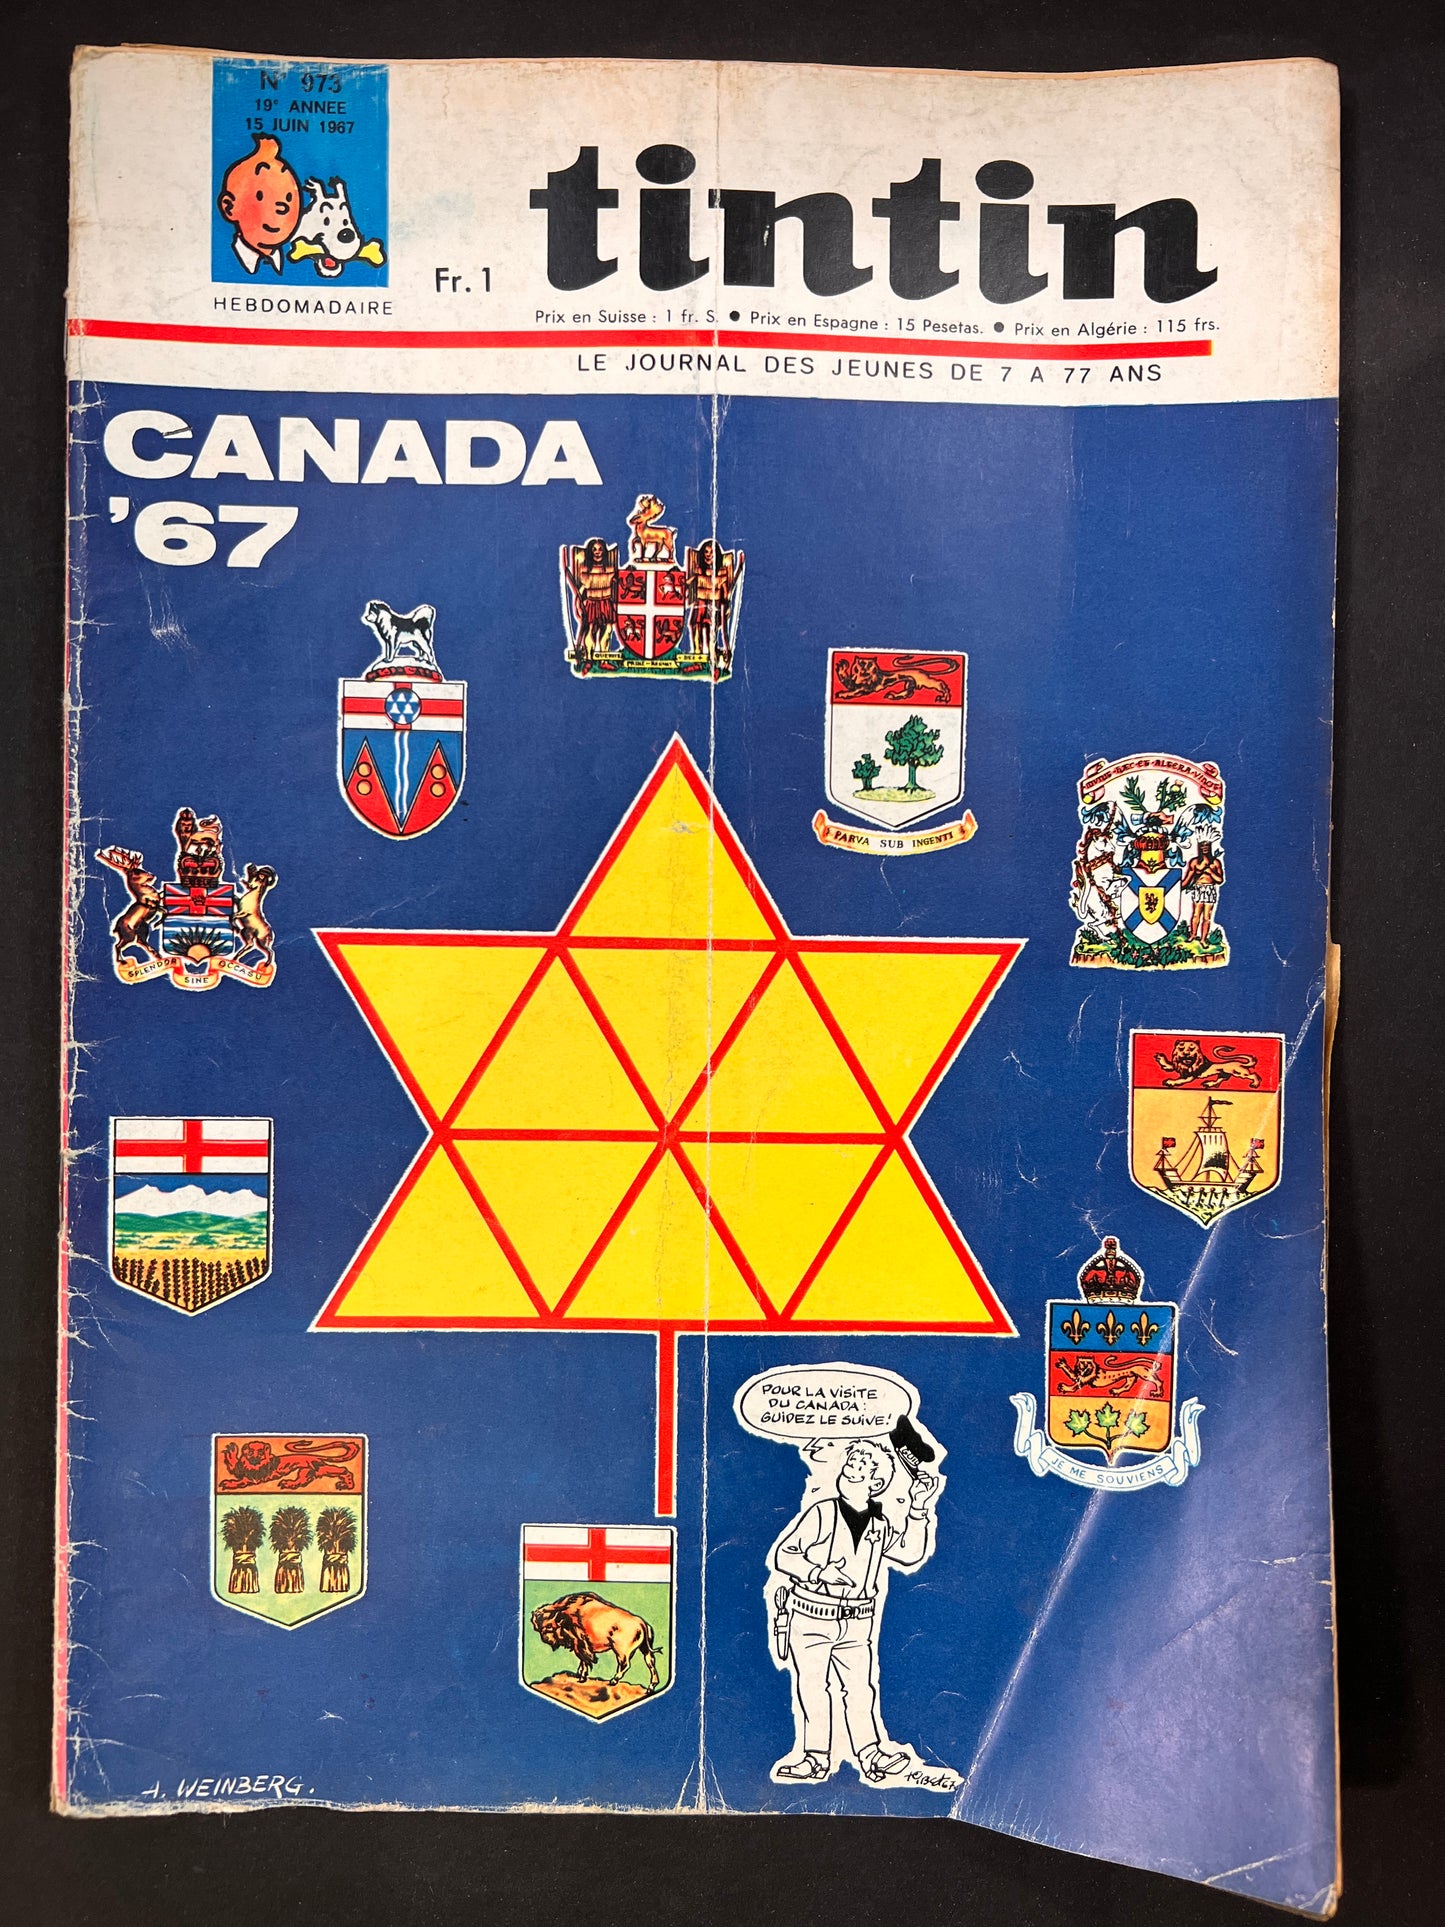 N° 973
19e ANNEE
15 JUIN 1967
HEBDOMADAIRE
Fr. 1
tintin
Prix en Suisse : 1 fr. S. ● Prix en Espagne : 15 Pesetas. ● Prix en Algérie : 115 frs.
LE JOURNAL DES JEUNES DE 7 A 77 ANS
CANADA
'67
PARVA SUB INGENTI
SPLENDOR SINE OCCASU
POUR LA VISITE
DU CANADA :
GUIDEZ LE SUIVE !
JE ME SOUVIENS
A. WEINBERG.